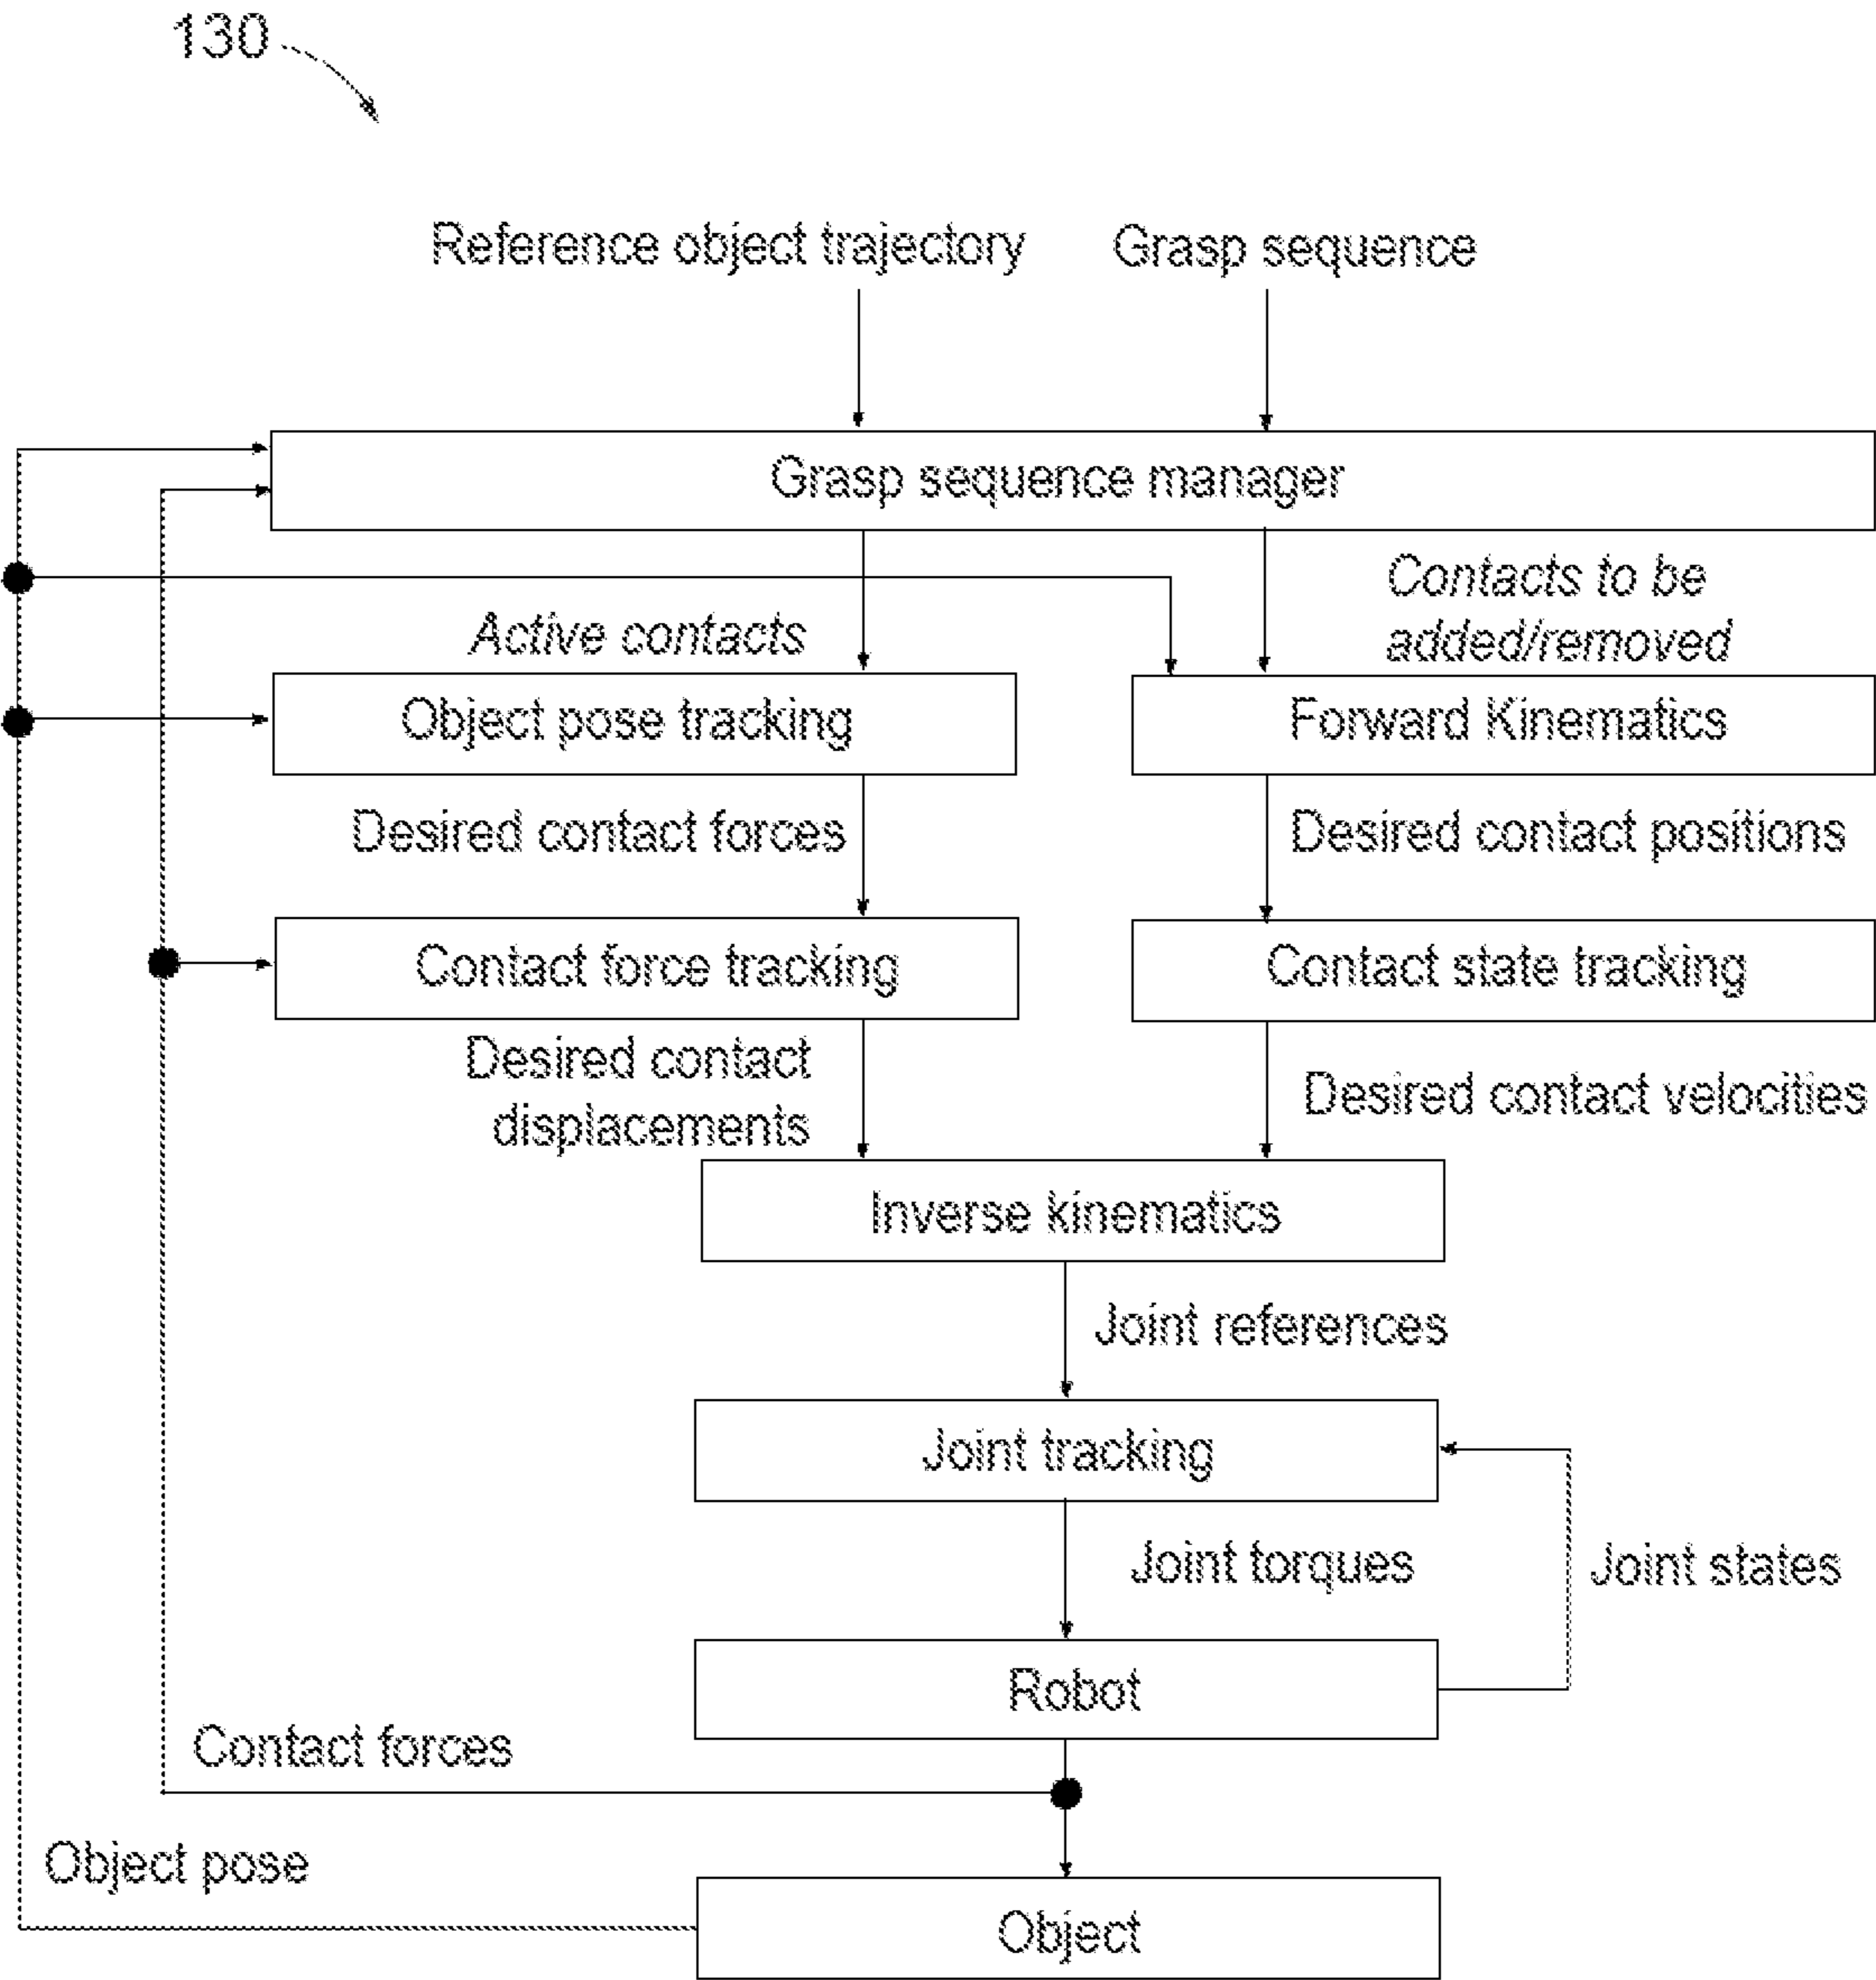 130
Reference object trajectory
Grasp sequence
Grasp sequence manager
Active contacts
Contacts to be
added/removed
Object pose tracking
Forward Kinematics
Desired contact forces
Desired contact positions
Contact force tracking
Contact state tracking
Desired contact
displacements
Desired contact velocities
Inverse kinematics
Joint references
Joint tracking
Joint torques
Joint states
Robot
Contact forces
Object pose
Object